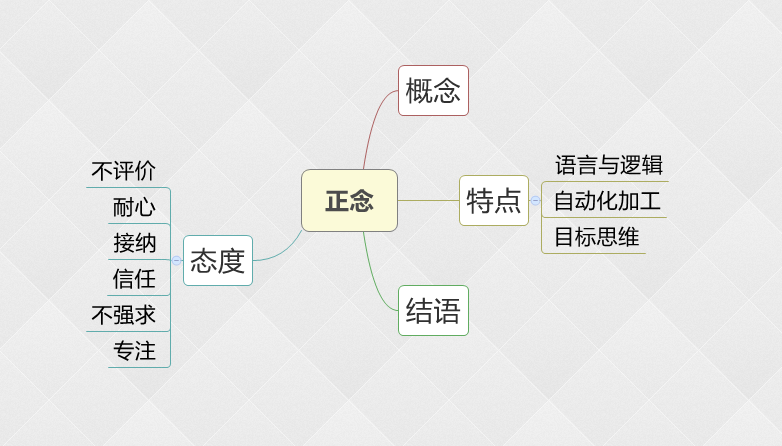 正念
概念
特点
语言与逻辑
自动化加工
目标思维
结语
态度
不评价
耐心
接纳
信任
不强求
专注